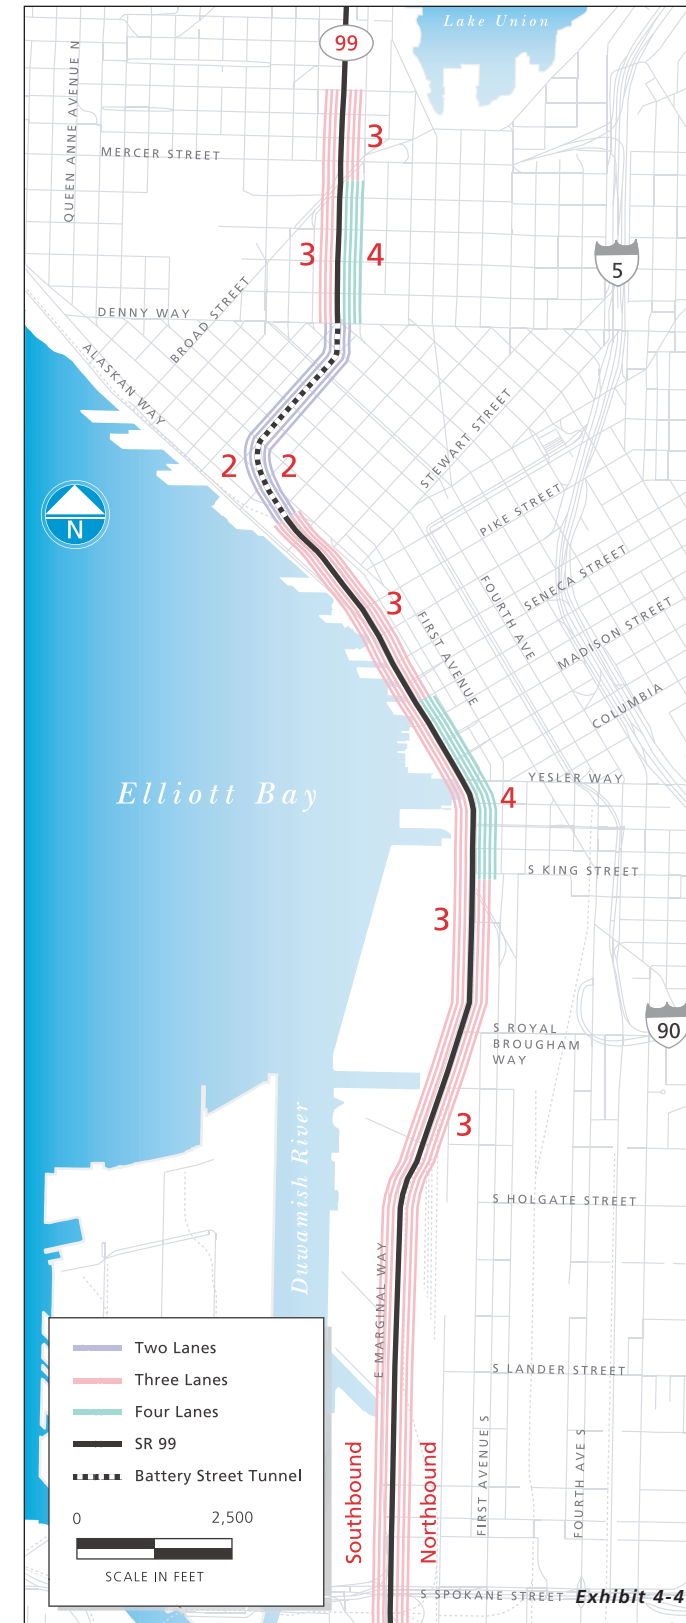 Lake Union
99
QUEEN ANNE AVENUE N
3
MERCER STREET
3
4
5
DENNY WAY
BROAD STREET
ALASKAN WAY
STEWART STREET
2
2
N
PIKE STREET
SENECA STREET
3
FOURTH AVE
FIRST AVENUE
MADISON STREET
COLUMBIA
YESLER WAY
Elliott Bay
4
S KING STREET
3
S ROYAL
BROUGHAM
WAY
90
3
Duwamish River
S HOLGATE STREET
E MARGINAL WAY
S LANDER STREET
Two Lanes
Three Lanes
Four Lanes
SR 99
Battery Street Tunnel
0 2,500
SCALE IN FEET
Southbound
Northbound
FIRST AVENUE S
FOURTH AVE S
S SPOKANE STREET
Exhibit 4-4